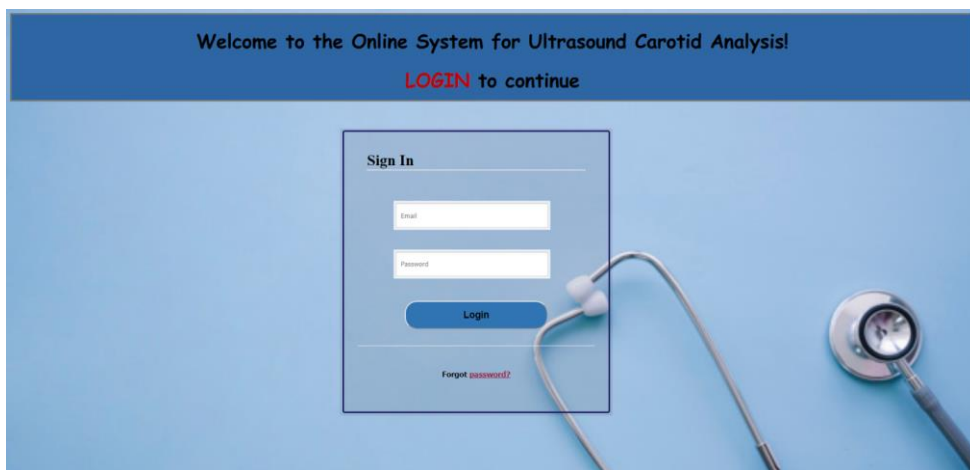 Welcome to the Online System for Ultrasound Carotid Analysis!
LOGIN to continue
Sign In
Email
Password
Login
Forgot password?